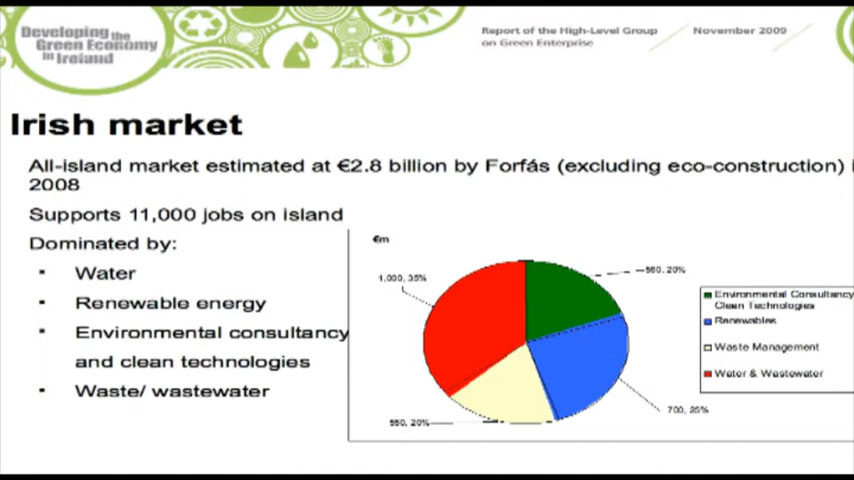 Developing the
Green Economy
in Ireland
Report of the High-Level Group
on Green Enterprise
November 2009
Irish market
All-island market estimated at €2.8 billion by Forfás (excluding eco-construction)
2008
Supports 11,000 jobs on island
Dominated by:
Water
Renewable energy
Environmental consultancy
and clean technologies
Waste/ wastewater
€m
1,000, 35%
560, 20%
700, 25%
550, 20%
Environmental Consultancy
Clean Technologies
Renewables
Waste Management
Water & Wastewater